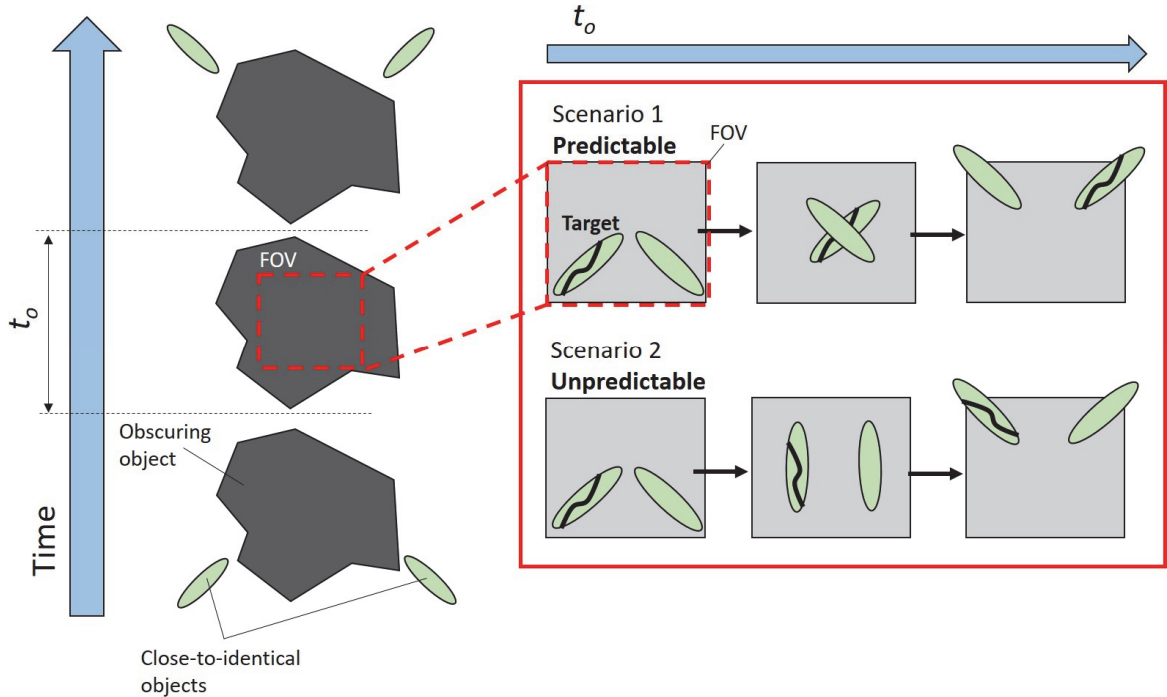 t_o
Scenario 1
Predictable
FOV
Target
FOV
t_o
Scenario 2
Unpredictable
Obscuring
object
Time
Close-to-identical
objects